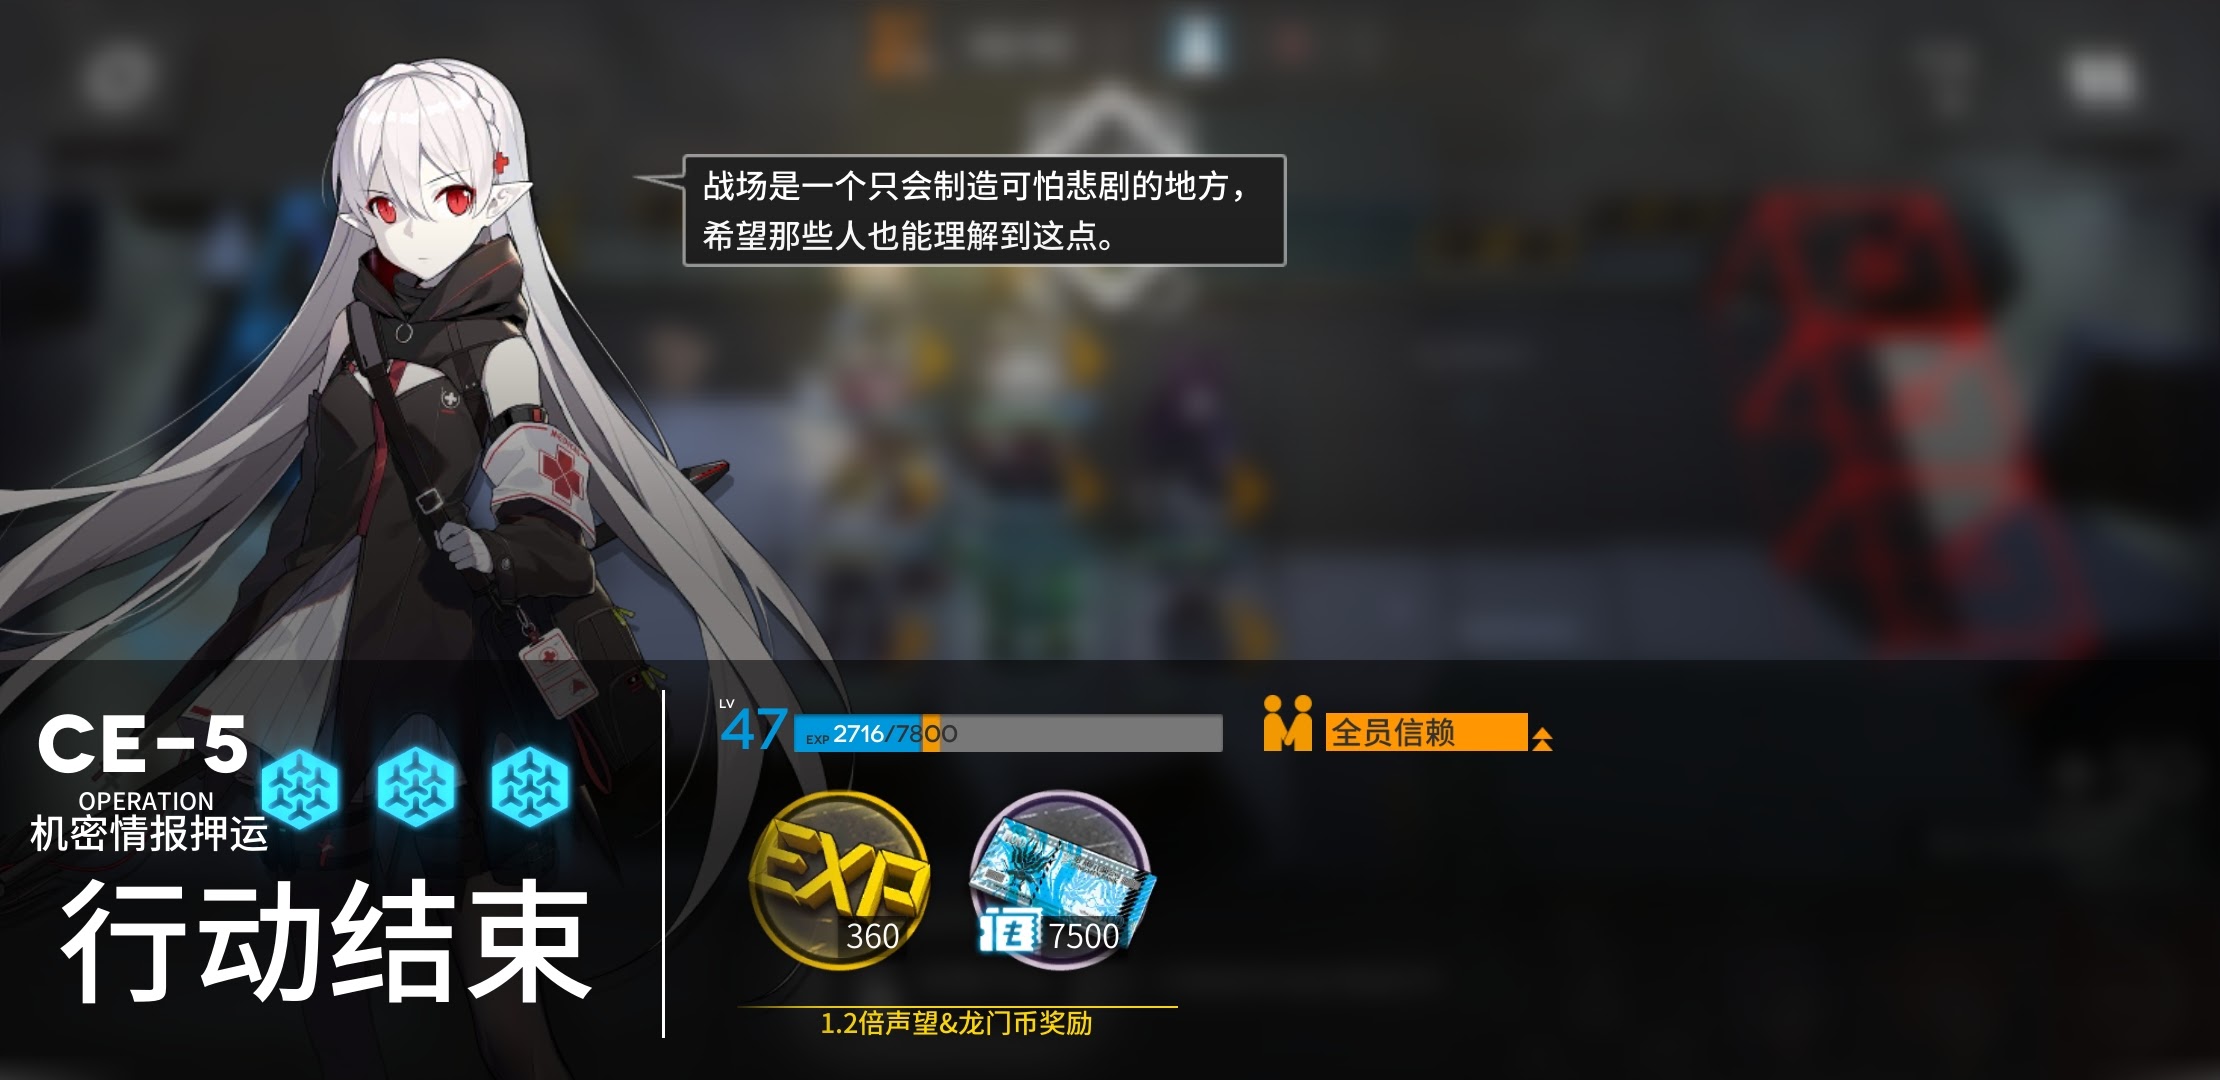 战场是一个只会制造可怕悲剧的地方，
希望那些人也能理解到这点。
MEDICAL
CE-5
OPERATION
机密情报押运
行动结束
LV
47
EXP 2716/7800
全员信赖
EXP
360
7500
1.2倍声望&龙门币奖励